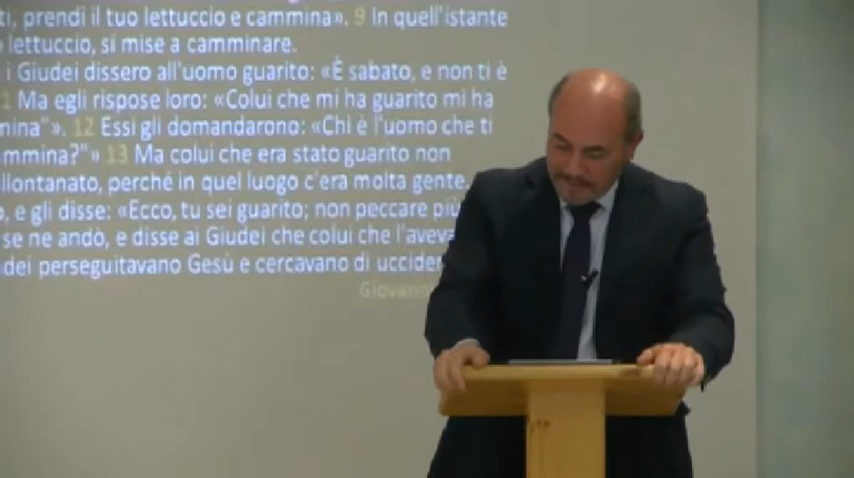 ti, prendi il tuo lettuccio e cammina». 9 In quell'istante
lettuccio, si mise a camminare.
i Giudei dissero all'uomo guarito: «È sabato, e non ti è
1 Ma egli rispose loro: «Colui che mi ha guarito mi ha
mina"». 12 Essi gli domandarono: «Chi è l'uomo che ti
mmina?"» 13 Ma colui che era stato guarito non
llontanato, perché in quel luogo c'era molta gente.
o, e gli disse: «Ecco, tu sei guarito; non peccare più
se ne andò, e disse ai Giudei che colui che l'aveva
dei perseguitavano Gesù e cercavano di uccider
Giovann